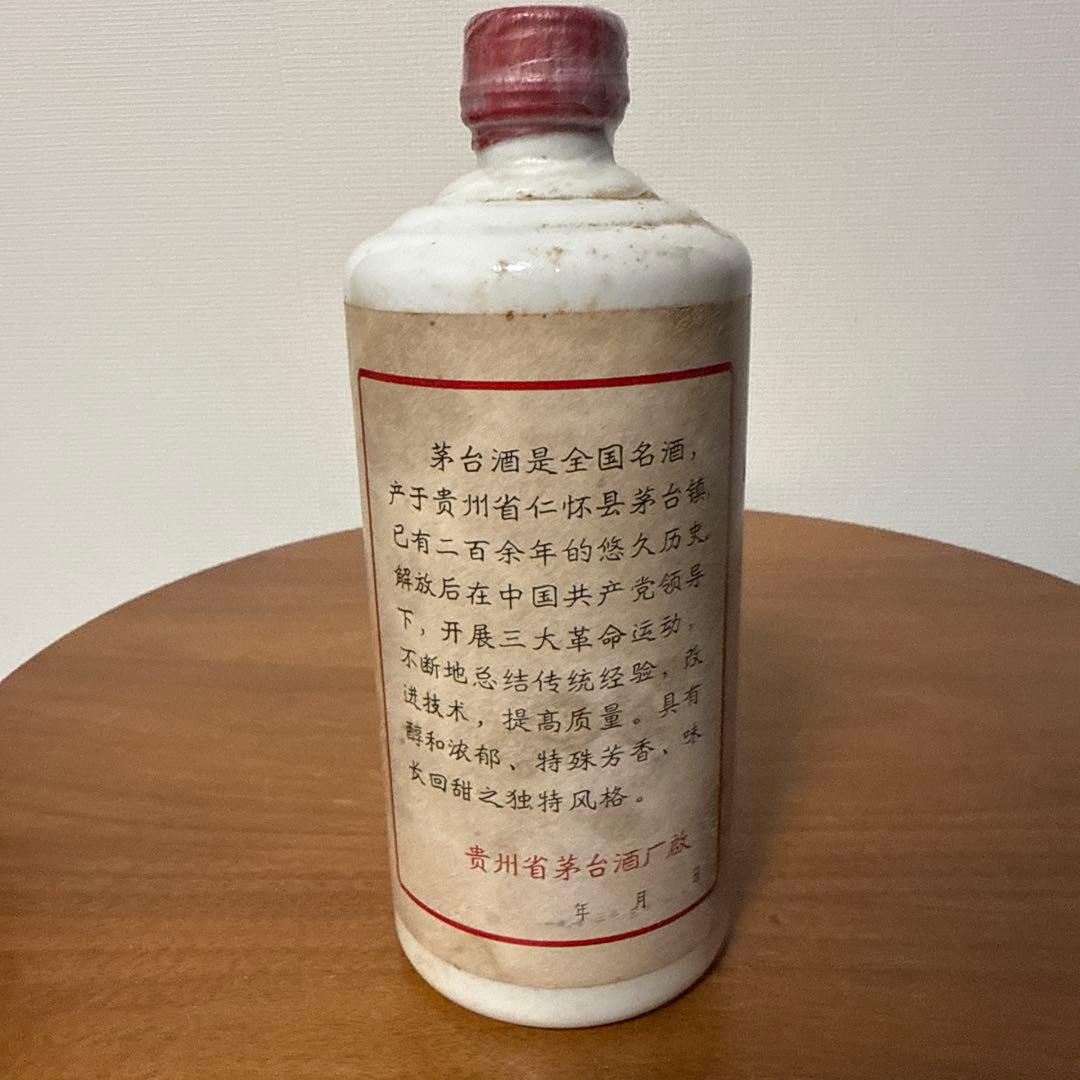 茅台酒是全国名酒，
产于贵州省仁怀县茅台镇，
已有二百余年的悠久历史。
解放后在中国共产党领导
下，开展三大革命运动，
不断地总结传统经验，改
进技术，提高质量。具有
醇和浓郁、特殊芳香、味
长回甜之独特风格。
贵州省茅台酒厂啟
年 月 日